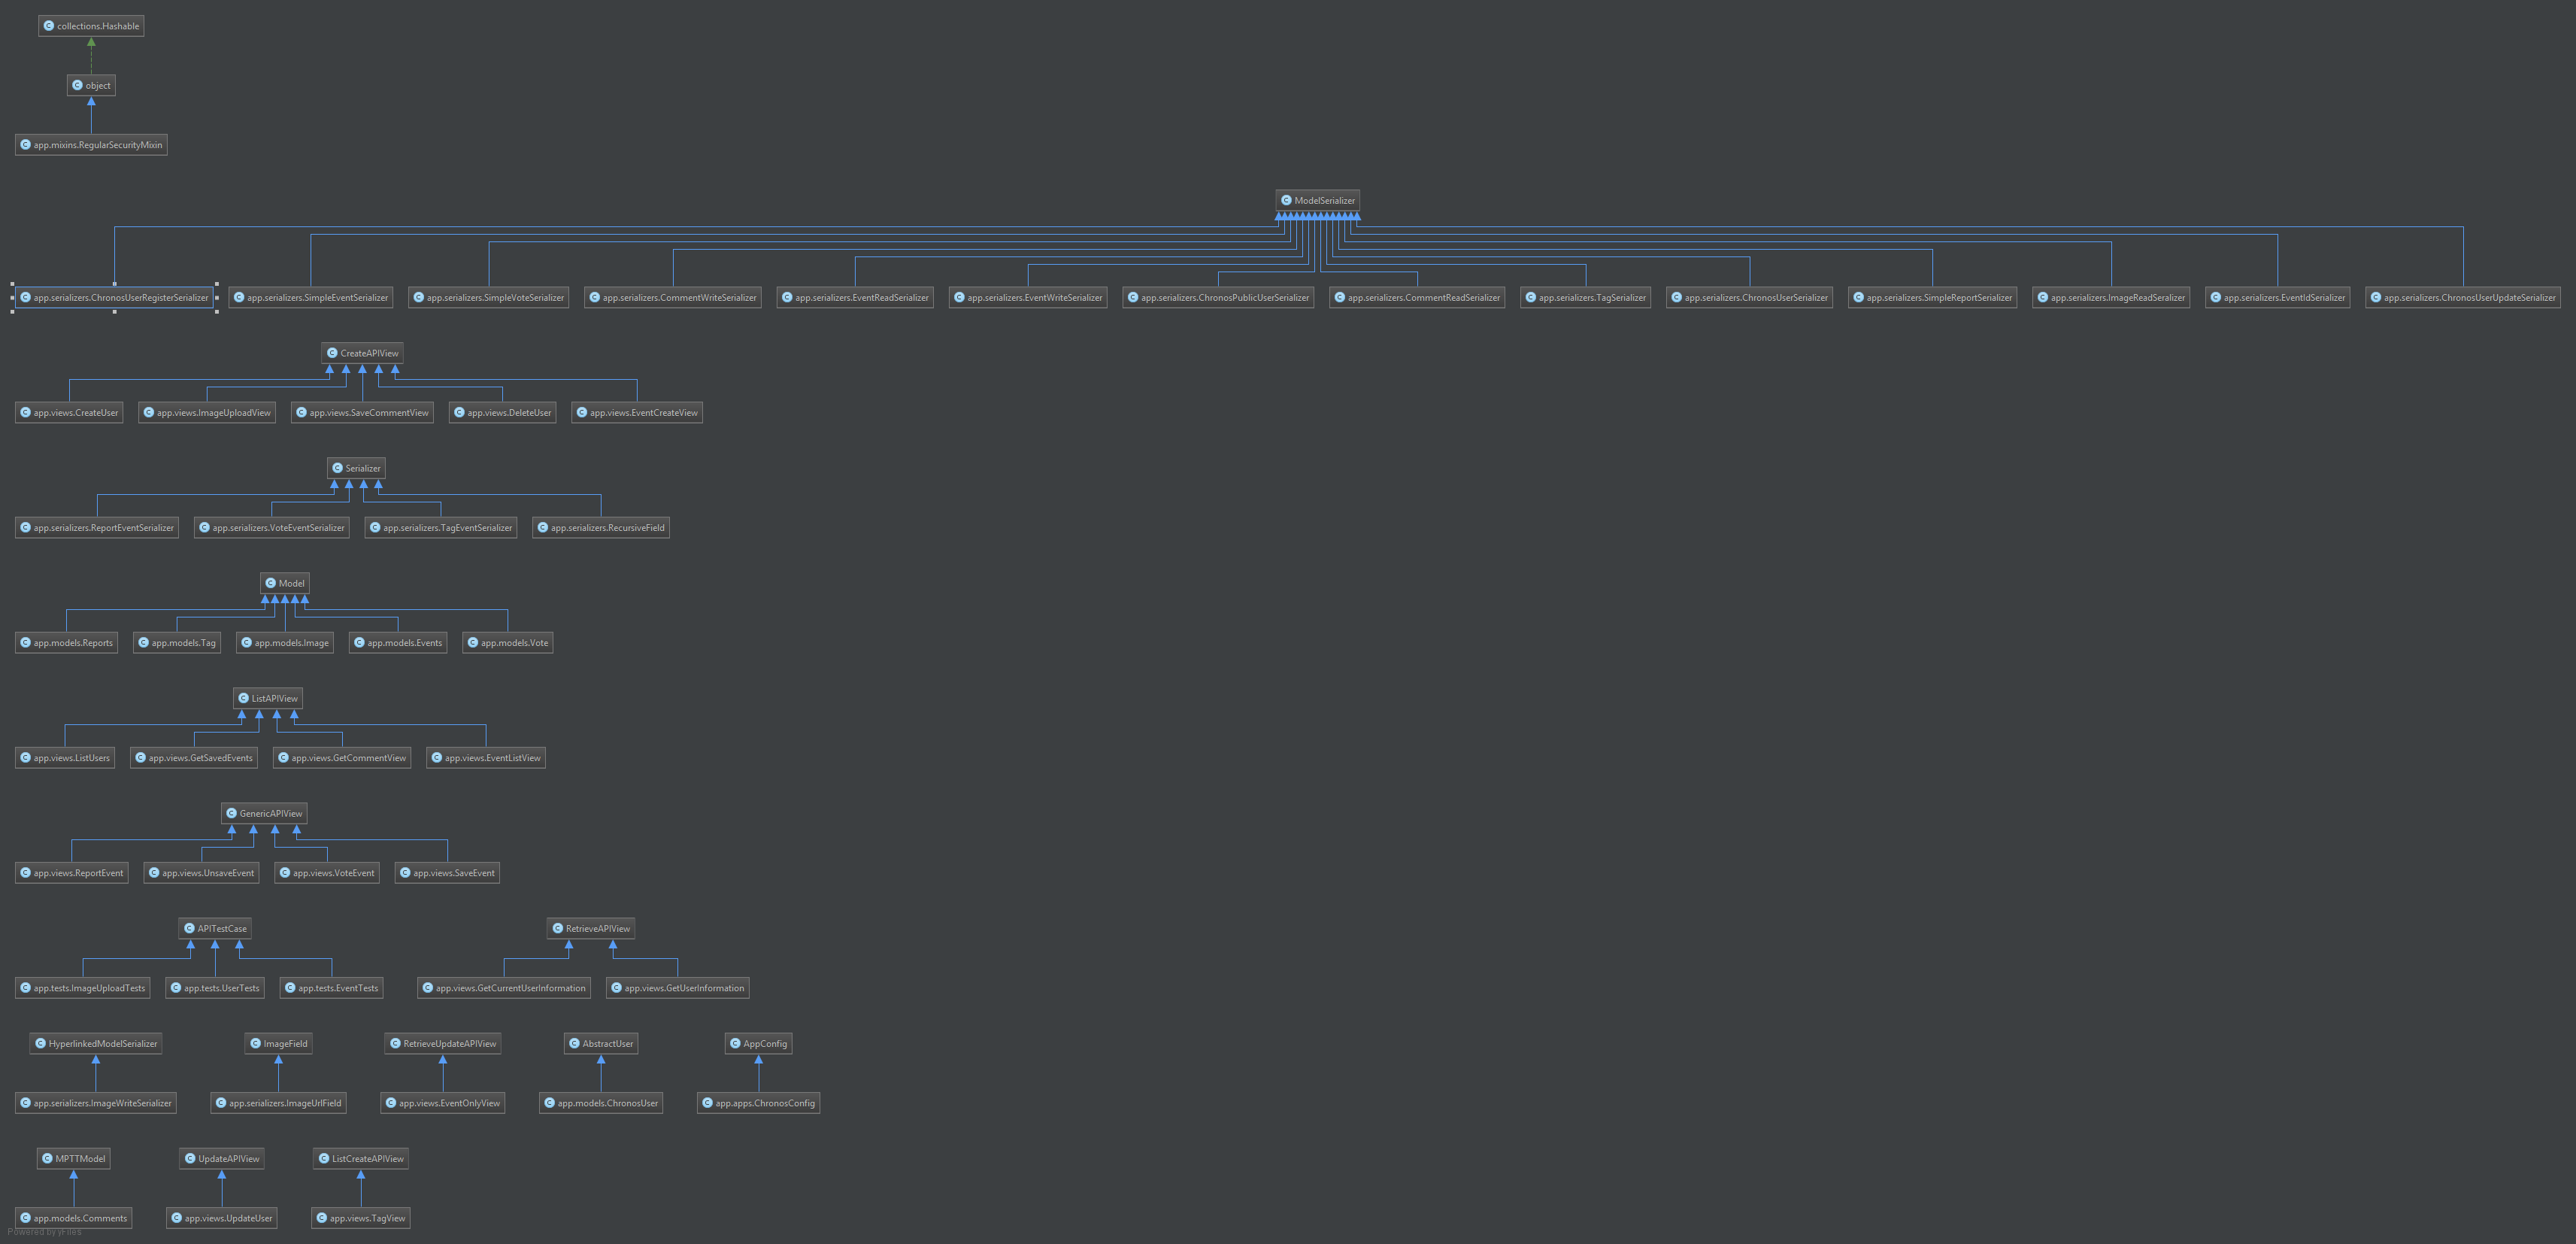 collections.Hashable
object
app.mixins.RegularSecurityMixin
ModelSerializer
app.serializers.ChronosUserRegisterSerializer
app.serializers.SimpleEventSerializer
app.serializers.SimpleVoteSerializer
app.serializers.CommentWriteSerializer
app.serializers.EventReadSerializer
app.serializers.EventWriteSerializer
app.serializers.ChronosPublicUserSerializer
app.serializers.CommentReadSerializer
app.serializers.TagSerializer
app.serializers.ChronosUserSerializer
app.serializers.SimpleReportSerializer
app.serializers.ImageReadSeralizer
app.serializers.EventIdSerializer
app.serializers.ChronosUserUpdateSerializer
CreateAPIView
app.views.CreateUser
app.views.ImageUploadView
app.views.SaveCommentView
app.views.DeleteUser
app.views.EventCreateView
Serializer
app.serializers.ReportEventSerializer
app.serializers.VoteEventSerializer
app.serializers.TagEventSerializer
app.serializers.RecursiveField
Model
app.models.Reports
app.models.Tag
app.models.Image
app.models.Events
app.models.Vote
ListAPIView
app.views.ListUsers
app.views.GetSavedEvents
app.views.GetCommentView
app.views.EventListView
GenericAPIView
app.views.ReportEvent
app.views.UnsaveEvent
app.views.VoteEvent
app.views.SaveEvent
APITestCase
RetrieveAPIView
app.tests.ImageUploadTests
app.tests.UserTests
app.tests.EventTests
app.views.GetCurrentUserInformation
app.views.GetUserInformation
HyperlinkedModelSerializer
ImageField
RetrieveUpdateAPIView
AbstractUser
AppConfig
app.serializers.ImageWriteSerializer
app.serializers.ImageUrlField
app.views.EventOnlyView
app.models.ChronosUser
app.apps.ChronosConfig
MPTTModel
UpdateAPIView
ListCreateAPIView
app.models.Comments
app.views.UpdateUser
app.views.TagView
Powered by yFiles